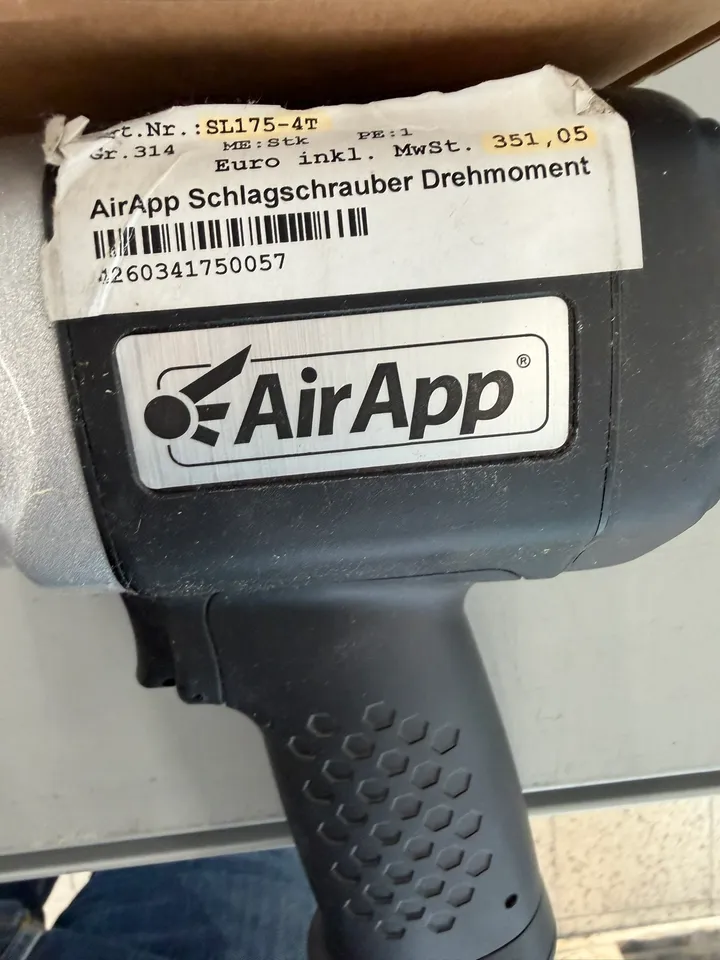 t.Nr.:SL175-4T
Gr.314 ME:Stk PE:1
Euro inkl. MwSt. 351,05
AirApp Schlagschrauber Drehmoment
4260341750057
AirApp®